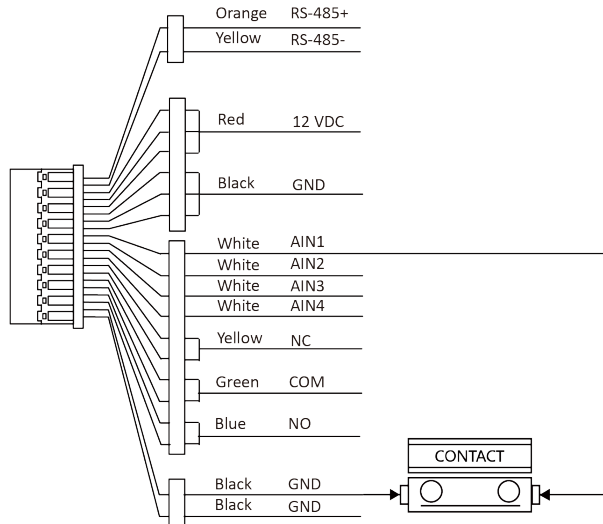 Orange RS-485+
Yellow RS-485-
Red 12 VDC
Black GND
White AIN1
White AIN2
White AIN3
White AIN4
Yellow NC
Green COM
Blue NO
CONTACT
Black GND
Black GND